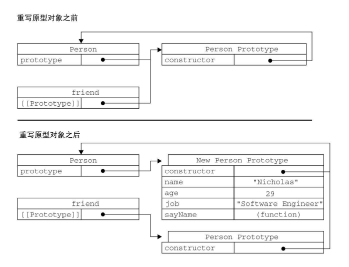 重写原型对象之前
Person
prototype
Person Prototype
constructor
friend
[[Prototype]]
重写原型对象之后
Person
prototype
New Person Prototype
constructor
name "Nicholas"
age 29
job "Software Engineer"
sayName (function)
friend
[[Prototype]]
Person Prototype
constructor